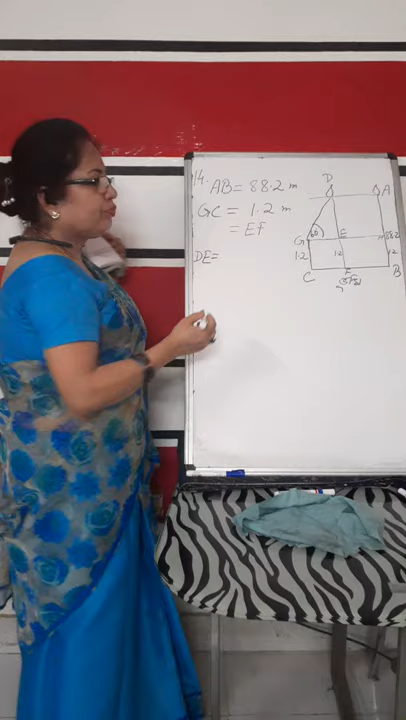 14. AB = 88.2 m
GC = 1.2 m
= EF
DE =
D
A
G 60 E H 88.2
1.2 1.2
C F B